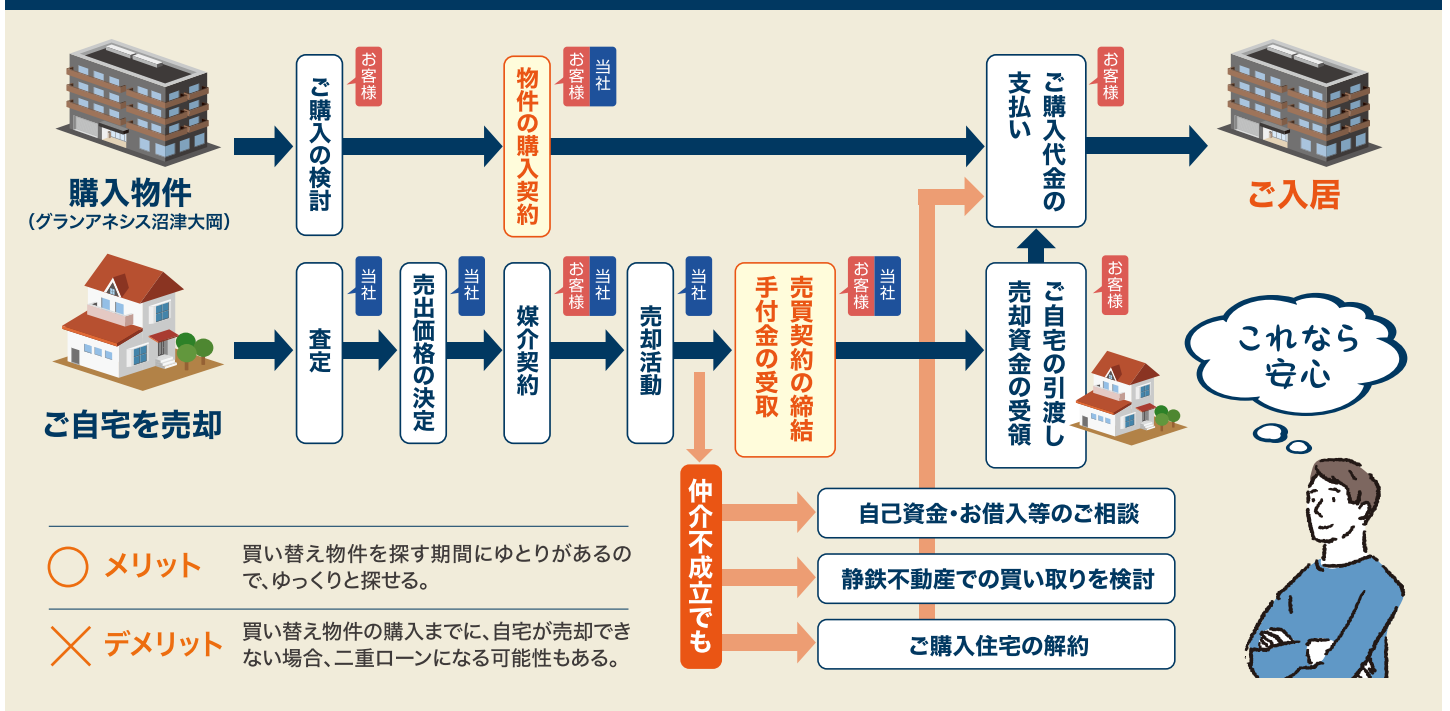 購入物件
（グランアネシス沼津大岡）
お客様
ご購入の検討
お客様
当社
物件の購入契約
お客様
ご購入代金の
支払い
ご入居
ご自宅を売却
当社
査定
当社
売出価格の決定
お客様
当社
媒介契約
当社
売却活動
お客様
当社
売買契約の締結
手付金の受取
お客様
ご自宅の引渡し
売却資金の受領
これなら
安心
仲介不成立でも
自己資金・お借入等のご相談
静鉄不動産での買い取りを検討
ご購入住宅の解約
メリット
買い替え物件を探す期間にゆとりがあるの
で、ゆっくりと探せる。
デメリット
買い替え物件の購入までに、自宅が売却でき
ない場合、二重ローンになる可能性もある。